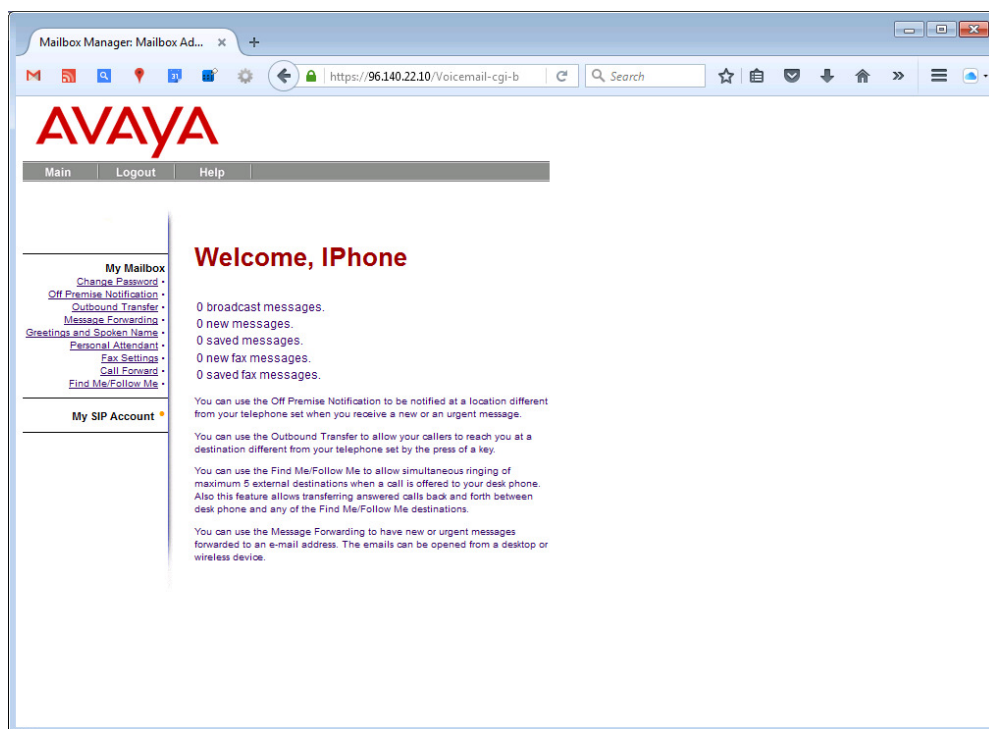 Mailbox Manager: Mailbox Ad...
https://96.140.22.10/Voicemail-cgi-b
Search
31
AVAYA
Main Logout Help
My Mailbox
Change Password
Off Premise Notification
Outbound Transfer
Message Forwarding
Greetings and Spoken Name
Personal Attendant
Fax Settings
Call Forward
Find Me/Follow Me
My SIP Account
Welcome, IPhone
0 broadcast messages.
0 new messages.
0 saved messages.
0 new fax messages.
0 saved fax messages.
You can use the Off Premise Notification to be notified at a location different
from your telephone set when you receive a new or an urgent message.
You can use the Outbound Transfer to allow your callers to reach you at a
destination different from your telephone set by the press of a key.
You can use the Find Me/Follow Me to allow simultaneous ringing of
maximum 5 external destinations when a call is offered to your desk phone.
Also this feature allows transferring answered calls back and forth between
desk phone and any of the Find Me/Follow Me destinations.
You can use the Message Forwarding to have new or urgent messages
forwarded to an e-mail address. The emails can be opened from a desktop or
wireless device.